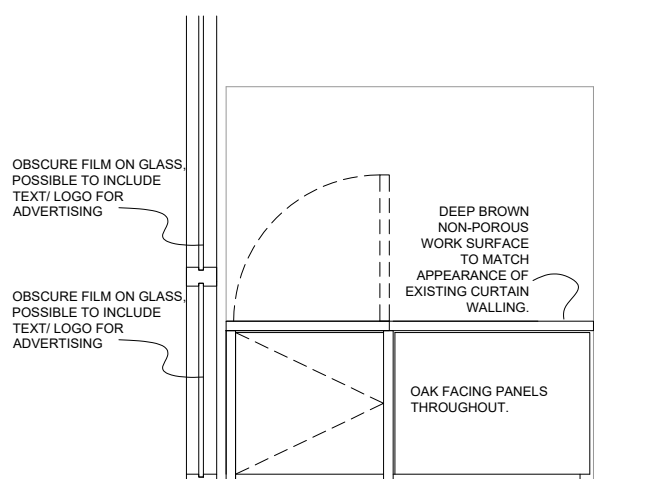 OBSCURE FILM ON GLASS,
POSSIBLE TO INCLUDE
TEXT/ LOGO FOR
ADVERTISING
DEEP BROWN
NON-POROUS
WORK SURFACE
TO MATCH
APPEARANCE OF
EXISTING CURTAIN
WALLING.
OBSCURE FILM ON GLASS,
POSSIBLE TO INCLUDE
TEXT/ LOGO FOR
ADVERTISING
OAK FACING PANELS
THROUGHOUT.